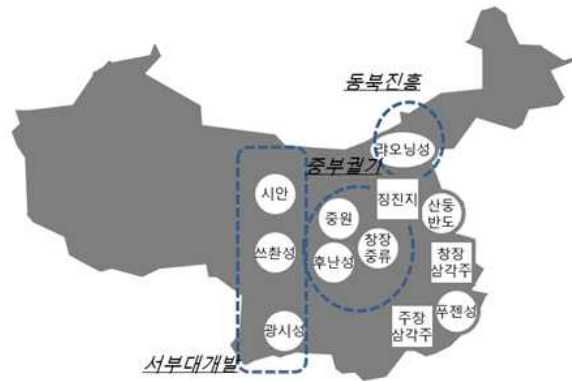 동북진흥
랴오닝성
중부궐기
시안
징진지
중원
산둥
반도
쓰촨성
후난성
창장
중류
창장
삼각주
광시성
주장
삼각주
푸젠성
서부대개발